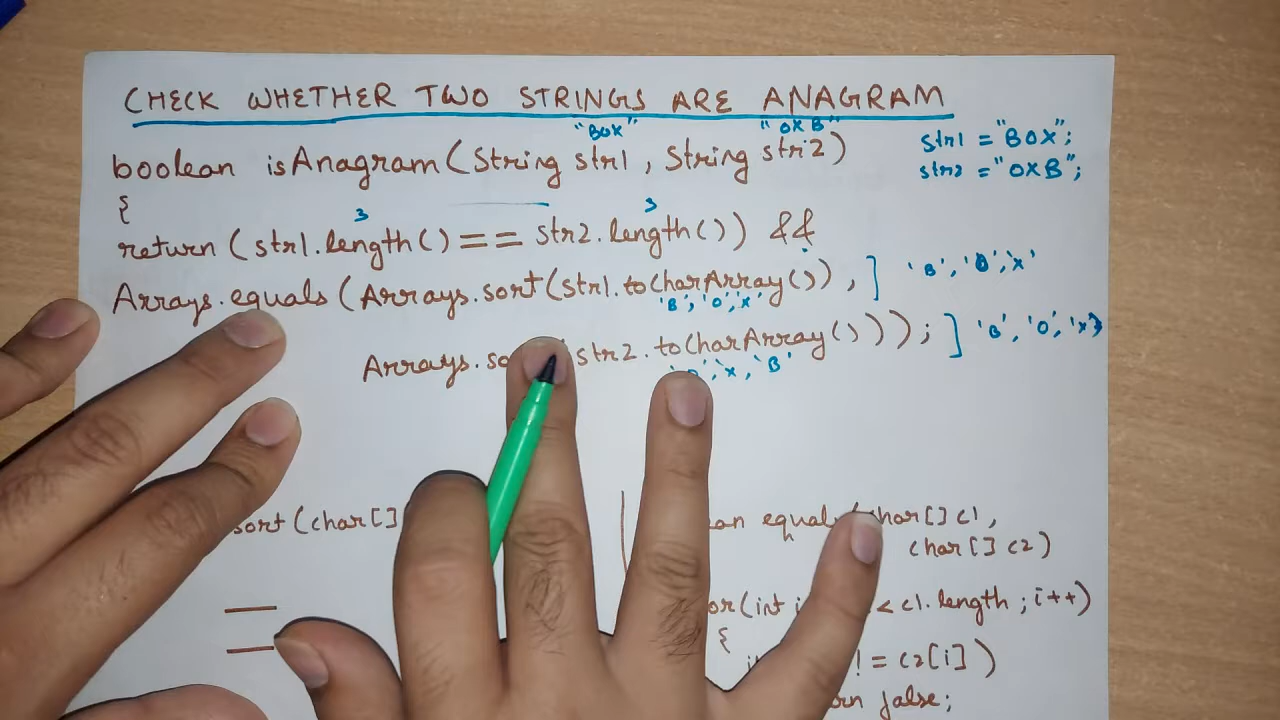 CHECK WHETHER TWO STRINGS ARE ANAGRAM
"BOX" "OXB"
boolean isAnagram(String str1, String str2)
str1 = "BOX";
str2 = "OXB";
{
3 3
return (str1.length() == str2.length()) &&
Arrays.equals(Arrays.sort(str1.toCharArray()), ] 'B','O','X'
'B','O','X'
str2.toCharArray())); ] 'B','O','X'
Arrays.
'X','B'
sort(char[]
equals(char[] c1,
char[] c2)
(int < c1.length; i++)
{
!= c2[i])
false;